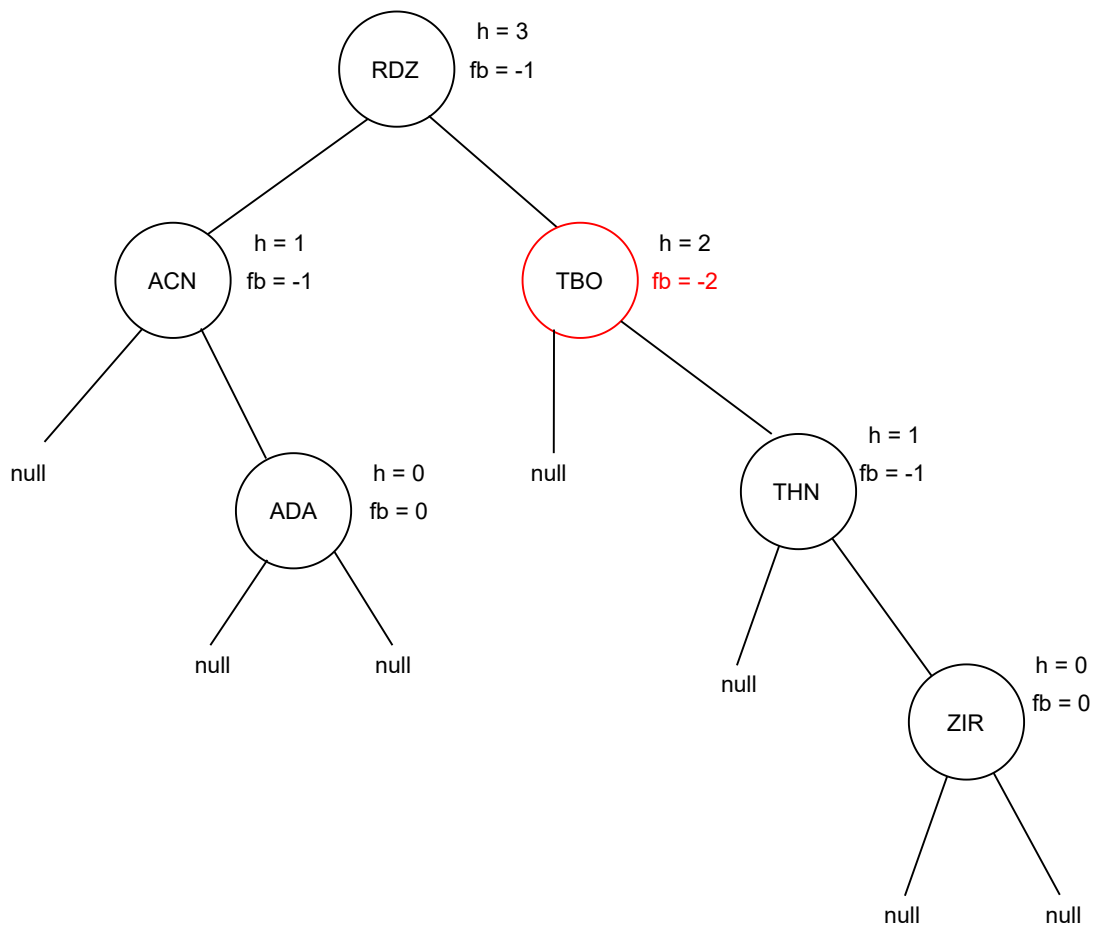 h = 3
RDZ
fb = -1
h = 1
h = 2
ACN
fb = -1
TBO
fb = -2
h = 1
null
h = 0
null
fb = -1
THN
ADA
fb = 0
null
null
h = 0
null
fb = 0
ZIR
null
null